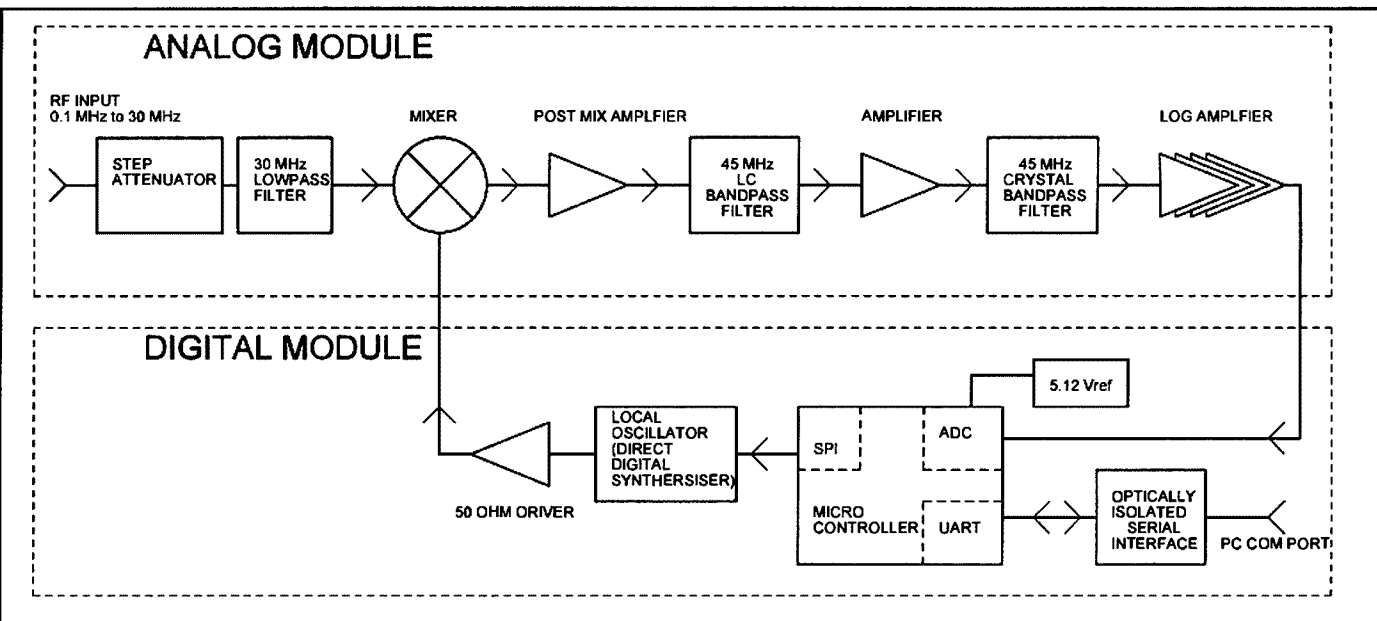 ANALOG MODULE
RF INPUT
0.1 MHz to 30 MHz
STEP
ATTENUATOR
30 MHz
LOWPASS
FILTER
MIXER
POST MIX AMPLFIER
45 MHz
LC
BANDPASS
FILTER
AMPLIFIER
45 MHz
CRYSTAL
BANDPASS
FILTER
LOG AMPLFIER
DIGITAL MODULE
5.12 Vref
LOCAL
OSCILLATOR
(DIRECT
DIGITAL
SYNTHERSISER)
50 OHM DRIVER
SPI
ADC
MICRO
CONTROLLER
UART
OPTICALLY
ISOLATED
SERIAL
INTERFACE
PC COM PORT